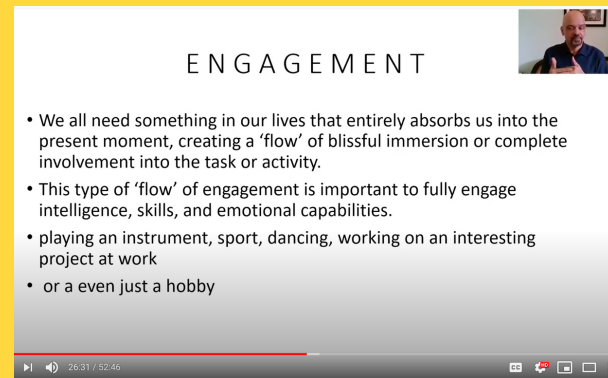 ENGAGEMENT
• We all need something in our lives that entirely absorbs us into the
present moment, creating a ‘flow’ of blissful immersion or complete
involvement into the task or activity.
• This type of ‘flow’ of engagement is important to fully engage
intelligence, skills, and emotional capabilities.
• playing an instrument, sport, dancing, working on an interesting
project at work
• or a even just a hobby
26:31 / 52:46
CC
HD